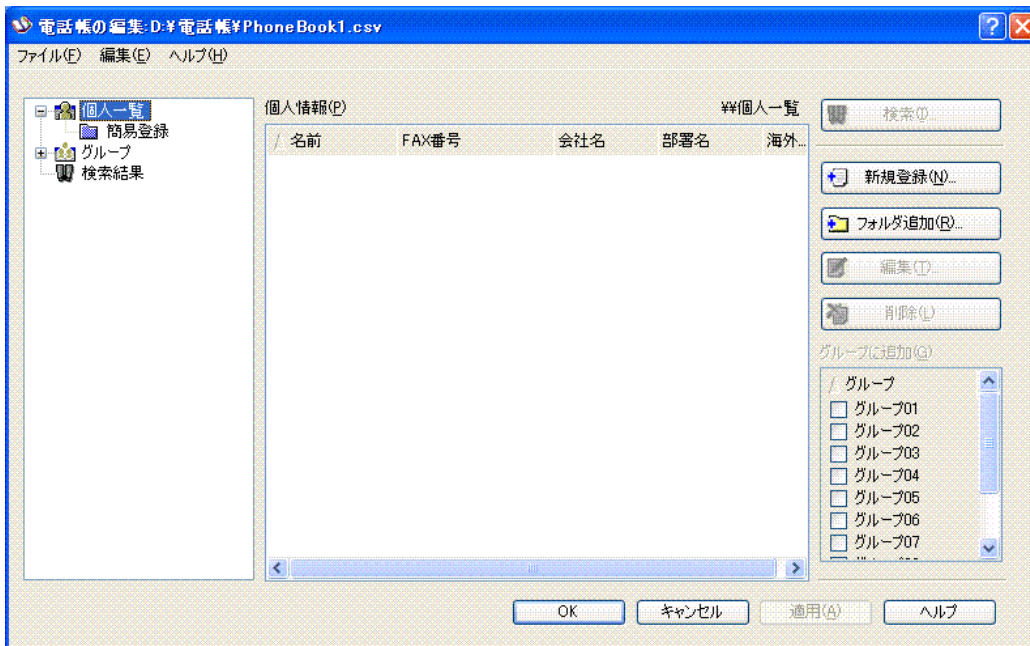 電話帳の編集:D:¥電話帳¥PhoneBook1.csv
ファイル(F) 編集(E) ヘルプ(H)
個人一覧
簡易登録
グループ
検索結果
個人情報(P) ¥¥個人一覧
名前 FAX番号 会社名 部署名 海外...
検索(I)...
新規登録(N)...
フォルダ追加(R)...
編集(T)...
削除(L)
グループに追加(G)
グループ
グループ01
グループ02
グループ03
グループ04
グループ05
グループ06
グループ07
OK キャンセル 適用(A) ヘルプ